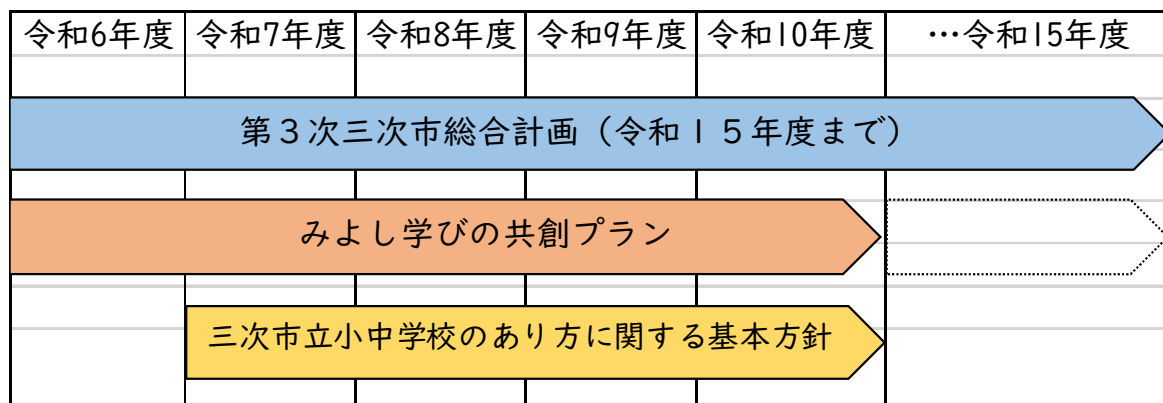 令和6年度 令和7年度 令和8年度 令和9年度 令和10年度 …令和15年度
第3次三次市総合計画(令和15年度まで)
みよし学びの共創プラン
三次市立小中学校のあり方に関する基本方針